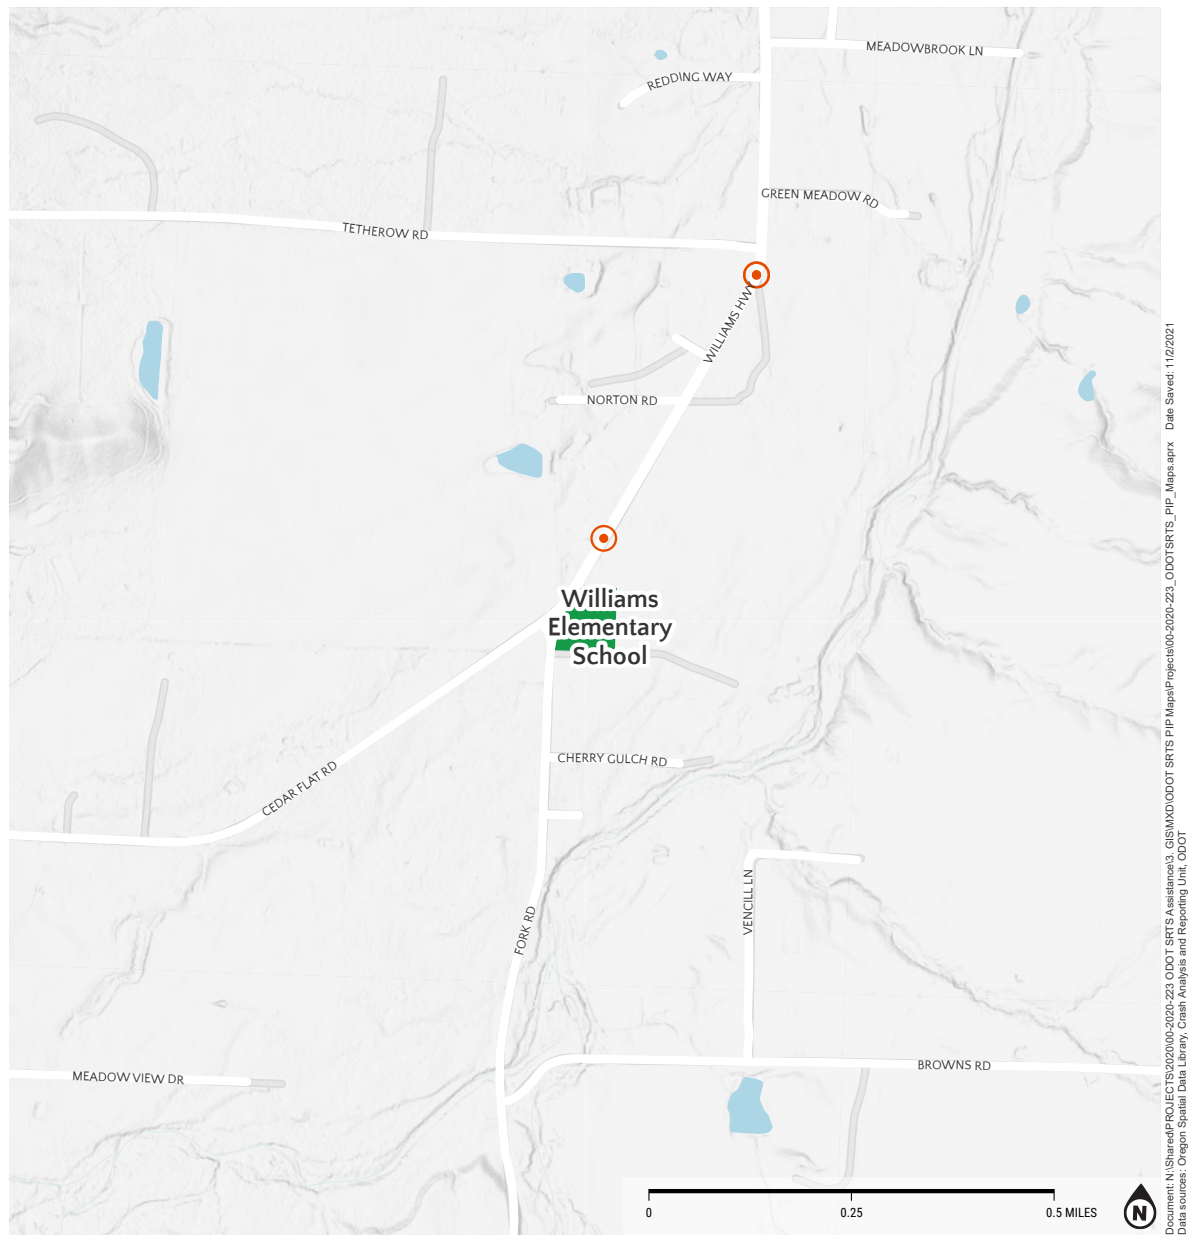 MEADOWBROOK LN
REDDING WAY
GREEN MEADOW RD
TETHEROW RD
WILLIAMS HWY
NORTON RD
Williams
Elementary
School
CHERRY GULCH RD
CEDAR FLAT RD
VENCILL LN
FORK RD
BROWNS RD
MEADOW VIEW DR
0 0.25 0.5 MILES
N
Document: N:\Shared\PROJECTS\2020\00-2020-223 ODOT SRTS Assistance\3. GIS\MXD\ODOT SRTS PIP Maps\Projects\00-2020-223_ODOTSRTS_PIP_Maps.aprx Date Saved: 11/2/2021
Data sources: Oregon Spatial Data Library, Crash Analysis and Reporting Unit, ODOT